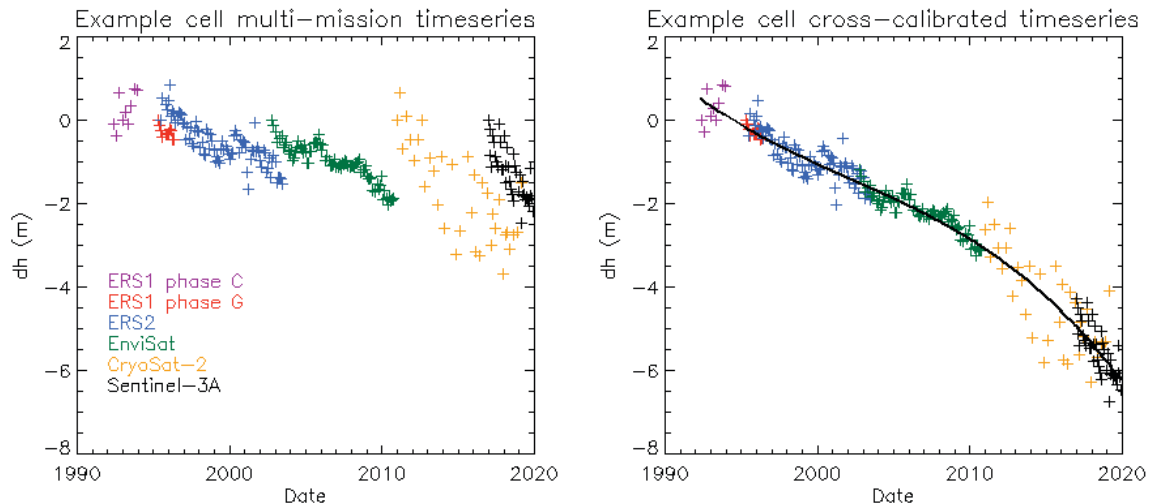 Example cell multi-mission timeseries
2
0
-2
-4
-6
-8
dh (m)
ERS1 phase C
ERS1 phase G
ERS2
EnviSat
CryoSat-2
Sentinel-3A
1990 2000 2010 2020
Date
Example cell cross-calibrated timeseries
2
0
-2
-4
-6
-8
dh (m)
1990 2000 2010 2020
Date